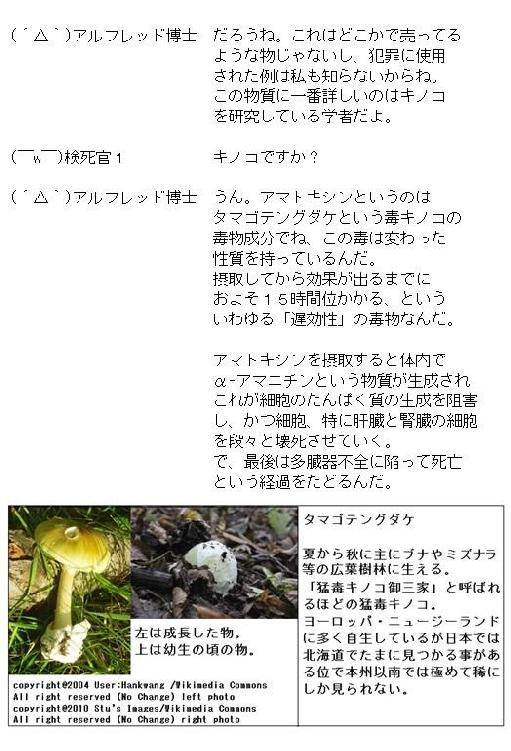 (´△｀)アルフレッド博士　だろうね。これはどこかで売ってる
ような物じゃないし、犯罪に使用
された例は私も知らないからね。
この物質に一番詳しいのはキノコ
を研究している学者だよ。
(￣w￣)検死官１　キノコですか？
(´△｀)アルフレッド博士　うん。アマトキシンというのは
タマゴテングダケという毒キノコの
毒物成分でね、この毒は変わった
性質を持っているんだ。
摂取してから効果が出るまでに
おょそ１５時間位かかる、という
いわゆる「遅効性」の毒物なんだ。
アマトキシンを摂取すると体内で
α-アマニチンという物質が生成され
これが細胞のたんぱく質の生成を阻害
し、かつ細胞、特に肝臓と腎臓の細胞
を段々と壊死させていく。
で、最後は多臓器不全に陥って死亡
という経過をたどるんだ。
タマゴテングダケ
夏から秋に主にブナやミズナラ
等の広葉樹林に生える。
「猛毒キノコ御三家」と呼ばれ
るほどの猛毒キノコ。
ヨーロッパ・ニュージーランド
に多く自生しているが日本では
北海道でたまに見つかる事があ
る位で本州以南では極めて稀に
しか見られない。
左は成長した物。
上は幼生の頃の物。
copyright@2004 User:Hankwang /Wikimedia Commons
All right reserved (No Change) left photo
copyright@2010 Stu's Images/Wikimedia Commons
All right reserved (No Change) right photo